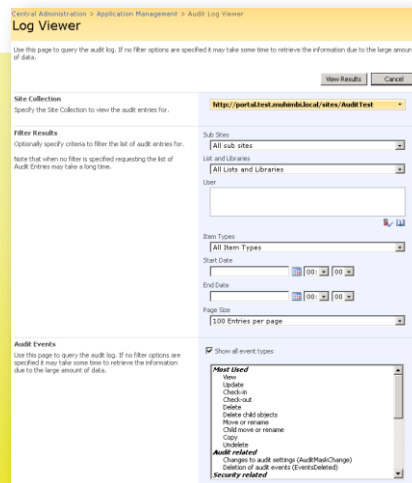 Central Administration > Application Management > Audit Log Viewer
Log Viewer
Use this page to query the audit log. If no filter options are specified it may take some time to retrieve the information due to the large amount
of data.
View Results
Cancel
Site Collection
Specify the Site Collection to view the audit entries for.
http://portal.test.muhimbi.local/sites/AuditTest
Filter Results
Optionally specify criteria to filter the list of audit entries for.
Note that when no filter is specified requesting the list of
Audit Entries may take a long time.
Sub Sites
All sub sites
List and Libraries
All Lists and Libraries
User
Item Types
All Item Types
Start Date
00:
00
End Date
00:
00
Page Size
100 Entries per page
Audit Events
Use this page to query the audit log. If no filter options are
specified it may take some time to retrieve the information
due to the large amount of data.
Show all event types
Most Used
View
Update
Check-in
Check-out
Delete
Delete child objects
Move or rename
Child move or rename
Copy
Undelete
Audit related
Changes to audit settings (AuditMaskChange)
Deletion of audit events (EventsDeleted)
Security related